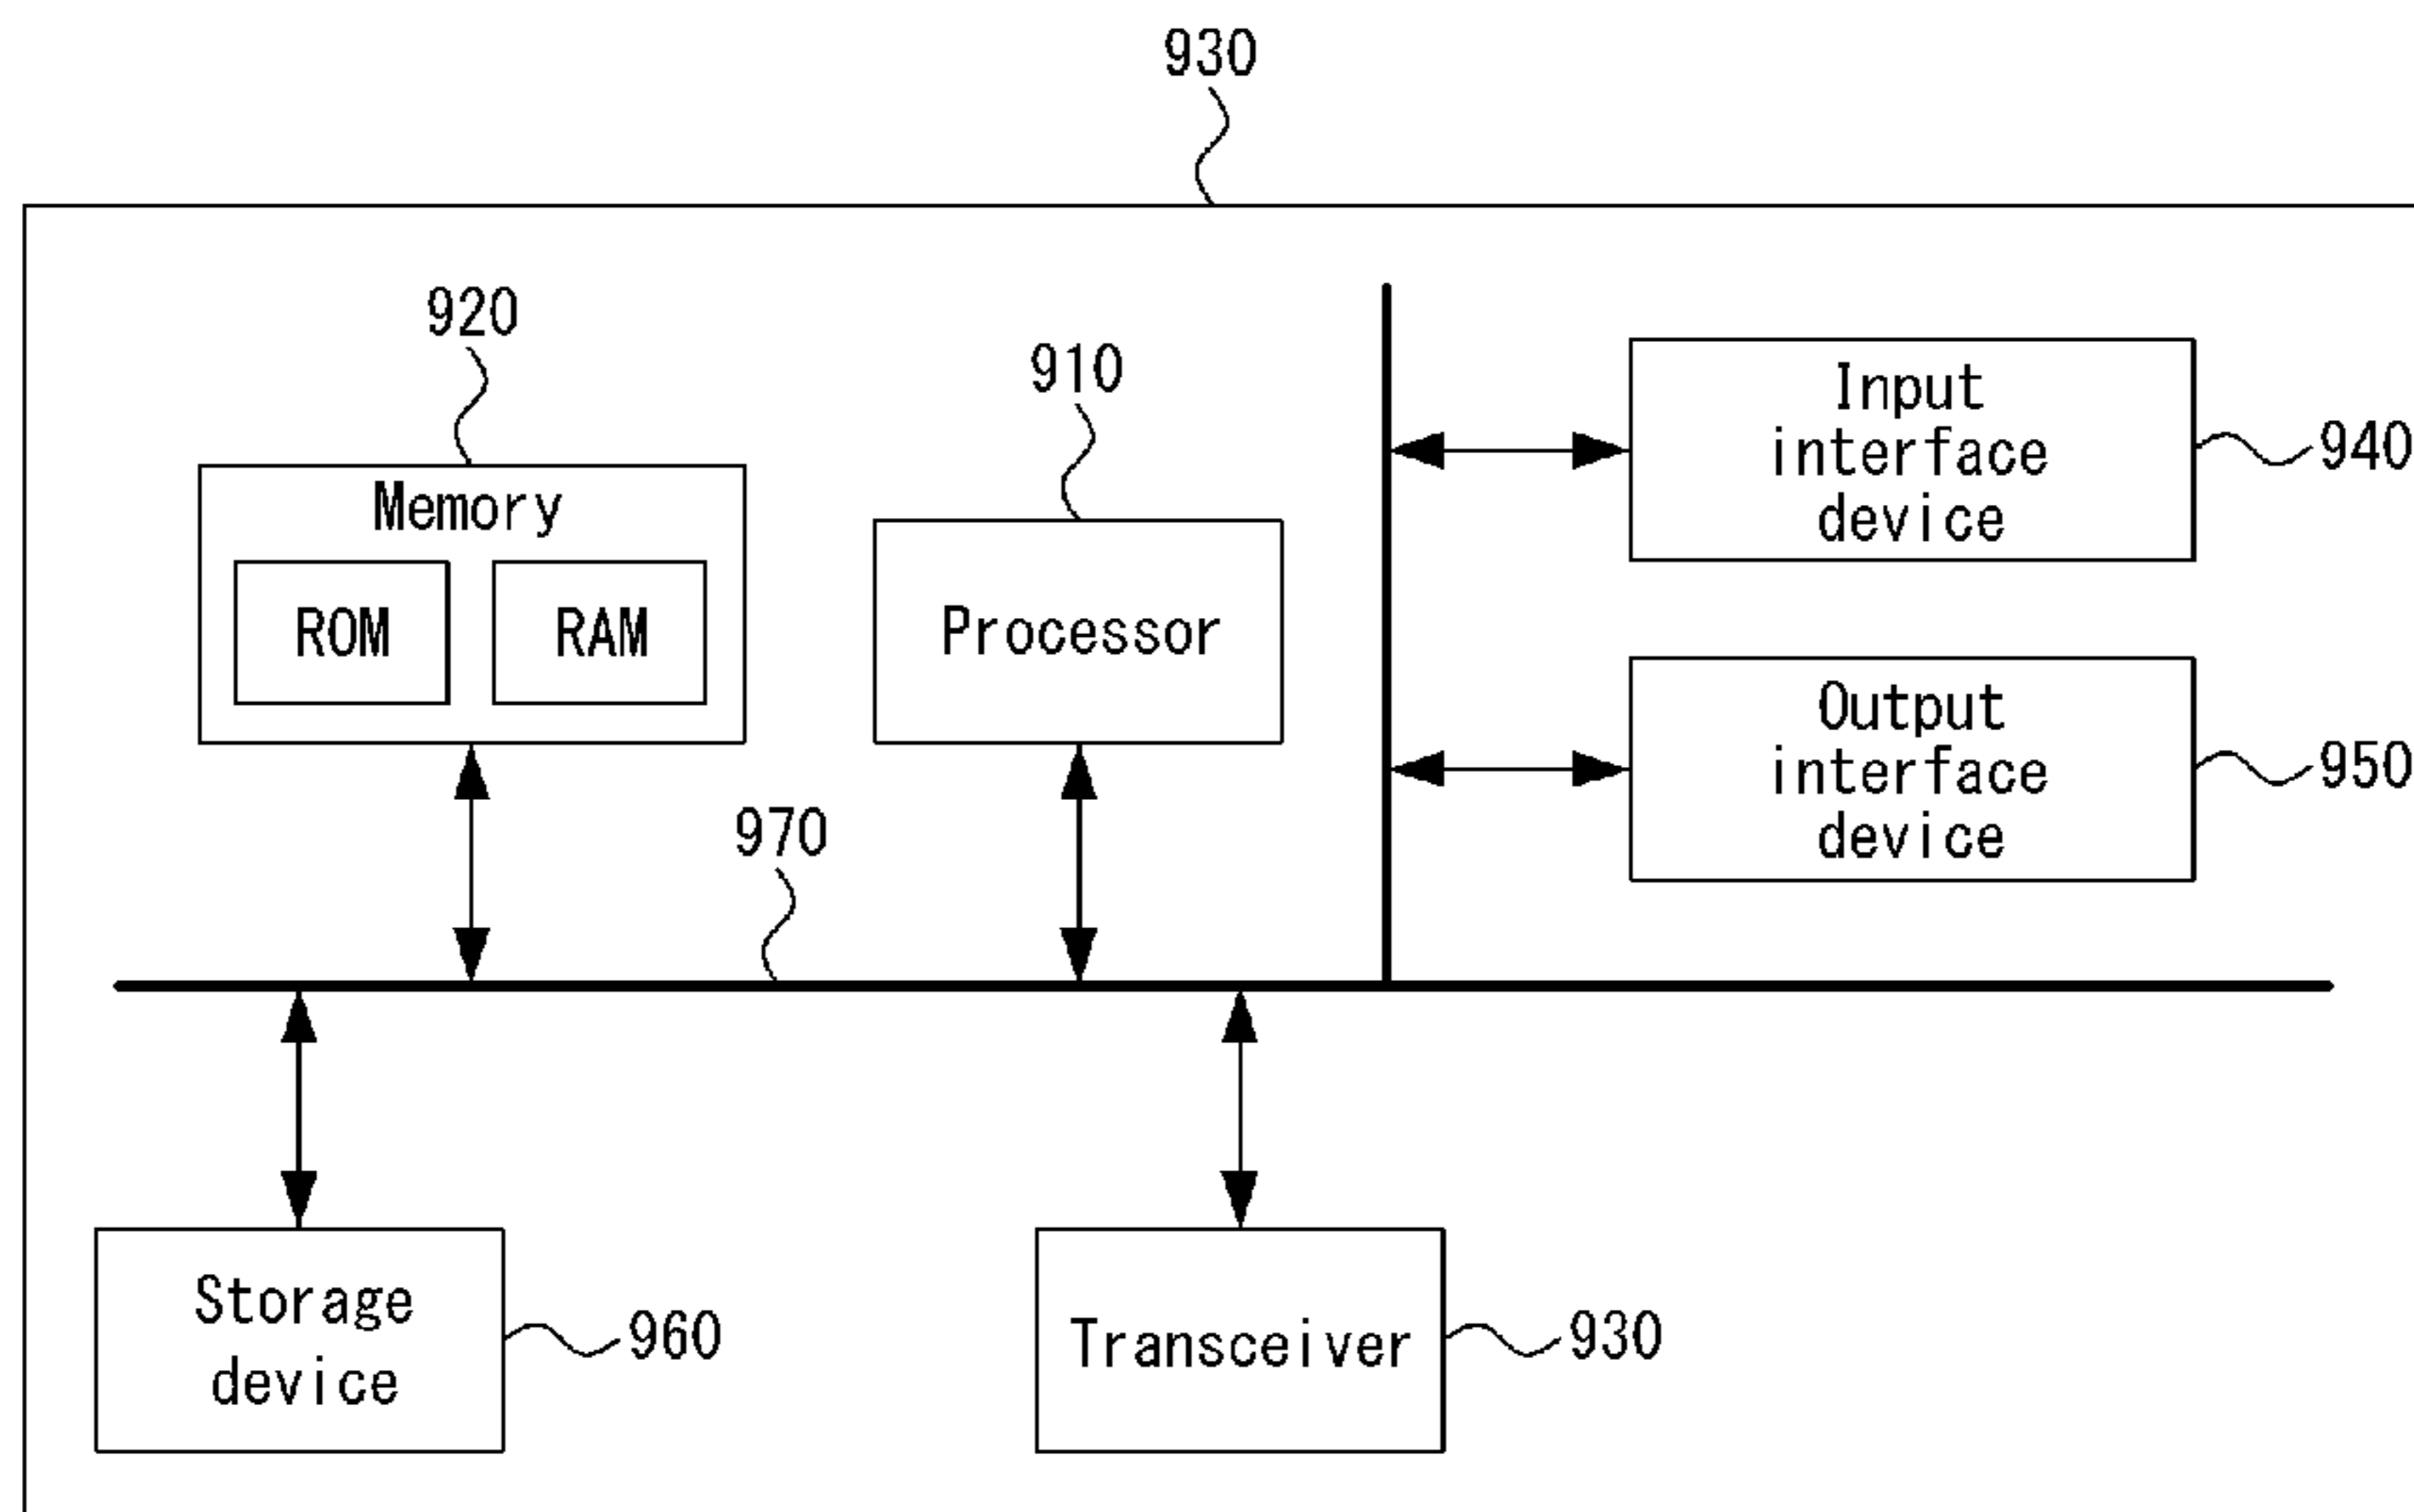 930
920
910
Memory
ROM
RAM
Processor
Input
interface
device
940
Output
interface
device
950
970
Storage
device
960
Transceiver
930